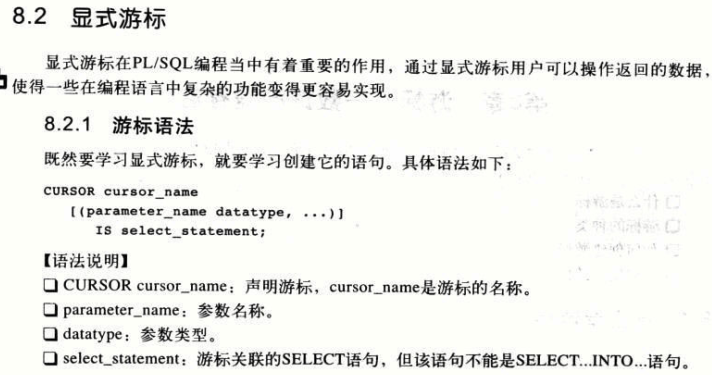 8.2 显式游标
显式游标在PL/SQL编程当中有着重要的作用，通过显式游标用户可以操作返回的数据，
使得一些在编程语言中复杂的功能变得更容易实现。
8.2.1 游标语法
既然要学习显式游标，就要学习创建它的语句。具体语法如下：
CURSOR cursor_name
[(parameter_name datatype, ...)]
IS select_statement;
【语法说明】
❏ CURSOR cursor_name：声明游标，cursor_name是游标的名称。
❏ parameter_name：参数名称。
❏ datatype：参数类型。
❏ select_statement：游标关联的SELECT语句，但该语句不能是SELECT...INTO...语句。